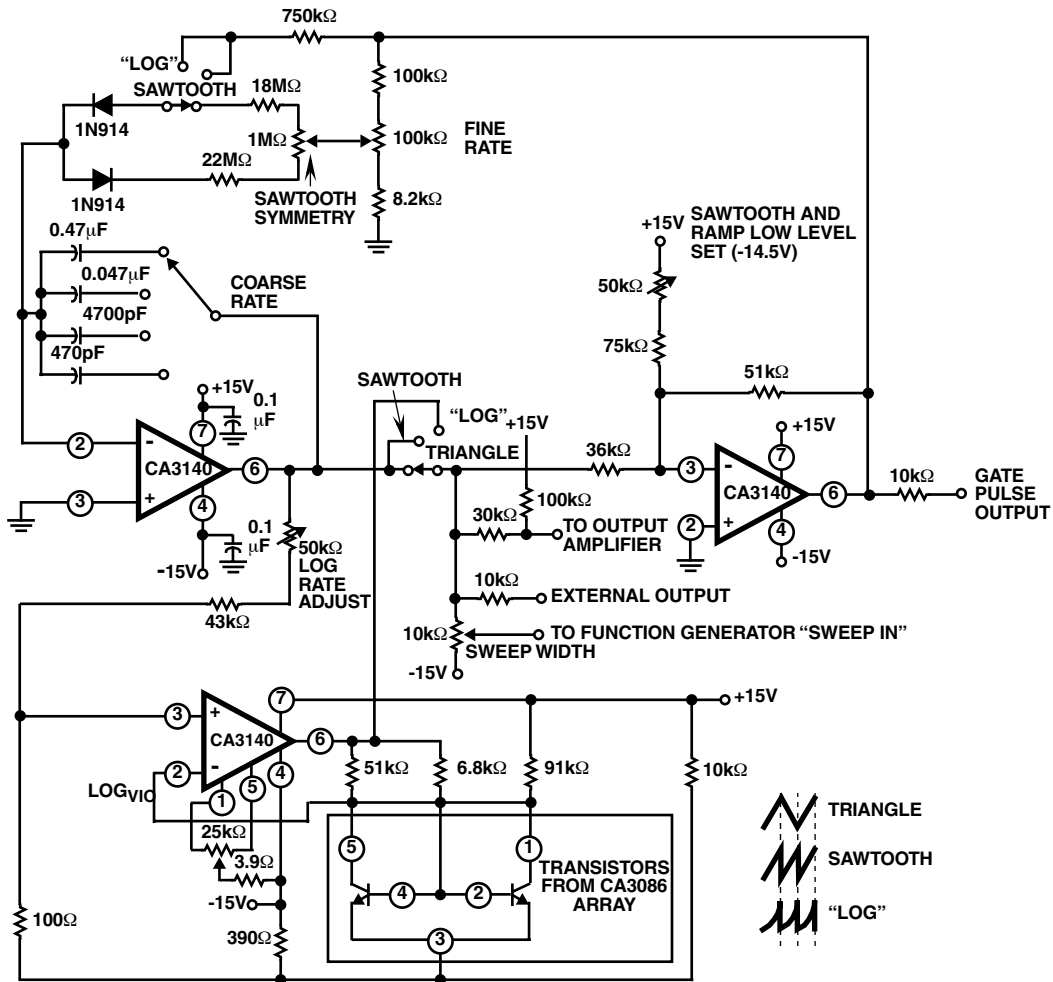 750kΩ
“LOG”
SAWTOOTH
18MΩ
100kΩ
1N914
1MΩ
100kΩ
FINE
RATE
22MΩ
1N914
SAWTOOTH
SYMMETRY
8.2kΩ
0.47µF
0.047µF
4700pF
470pF
COARSE
RATE
+15V
SAWTOOTH AND
RAMP LOW LEVEL
SET (-14.5V)
50kΩ
75kΩ
51kΩ
+15V
0.1
µF
7
2
-
CA3140
6
3
+
4
0.1
µF
-15V
SAWTOOTH
“LOG”
+15V
TRIANGLE
36kΩ
100kΩ
30kΩ
TO OUTPUT
AMPLIFIER
+15V
7
3
-
CA3140
6
2
+
4
-15V
10kΩ
GATE
PULSE
OUTPUT
50kΩ
LOG
RATE
ADJUST
43kΩ
10kΩ
EXTERNAL OUTPUT
10kΩ
TO FUNCTION GENERATOR “SWEEP IN”
SWEEP WIDTH
-15V
7
+15V
3
+
CA3140
6
2
-
4
5
1
LOG
VIO
51kΩ
6.8kΩ
91kΩ
10kΩ
25kΩ
3.9Ω
-15V
390Ω
100Ω
5
1
4
2
3
TRANSISTORS
FROM CA3086
ARRAY
TRIANGLE
SAWTOOTH
“LOG”